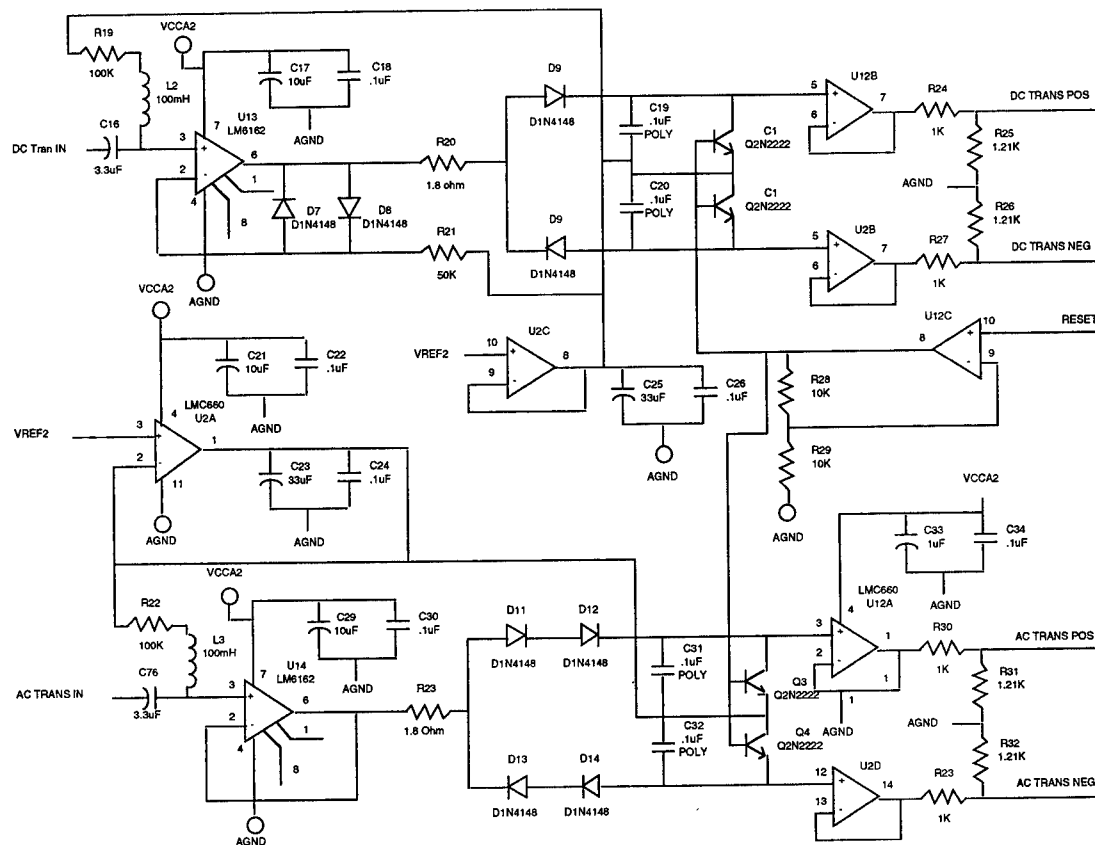 R19
100K
VCCA2
L2
100mH
C17
10uF
C18
.1uF
AGND
C16
3.3uF
DC Tran IN
U13
LM6162
3
+
7
6
2
-
4
1
8
D7
D1N4148
D8
D1N4148
AGND
R20
1.8 ohm
R21
50K
D9
D1N4148
D9
D1N4148
C19
.1uF
POLY
C20
.1uF
POLY
C1
Q2N2222
C1
Q2N2222
U12B
5
+
6
-
7
R24
1K
DC TRANS POS
R25
1.21K
AGND
R26
1.21K
U2B
5
+
6
-
7
R27
1K
DC TRANS NEG
U12C
8
+
10
-
9
RESET
R28
10K
R29
10K
AGND
VCCA2
C21
10uF
C22
.1uF
AGND
LMC660
U2A
VREF2
3
+
4
1
2
-
11
AGND
C23
33uF
C24
.1uF
AGND
U2C
VREF2
10
+
9
-
8
C25
33uF
C26
.1uF
AGND
VCCA2
C33
1uF
C34
.1uF
AGND
LMC660
U12A
4
3
+
2
-
1
1
1
AGND
R30
1K
AC TRANS POS
R31
1.21K
AGND
R32
1.21K
VCCA2
R22
100K
L3
100mH
C29
10uF
C30
.1uF
AGND
C76
3.3uF
AC TRANS IN
U14
LM6162
3
+
7
6
2
-
4
1
8
AGND
R23
1.8 Ohm
D11
D1N4148
D12
D1N4148
D13
D1N4148
D14
D1N4148
C31
.1uF
POLY
C32
.1uF
POLY
Q3
Q2N2222
Q4
Q2N2222
U2D
12
+
13
-
14
R23
1K
AC TRANS NEG